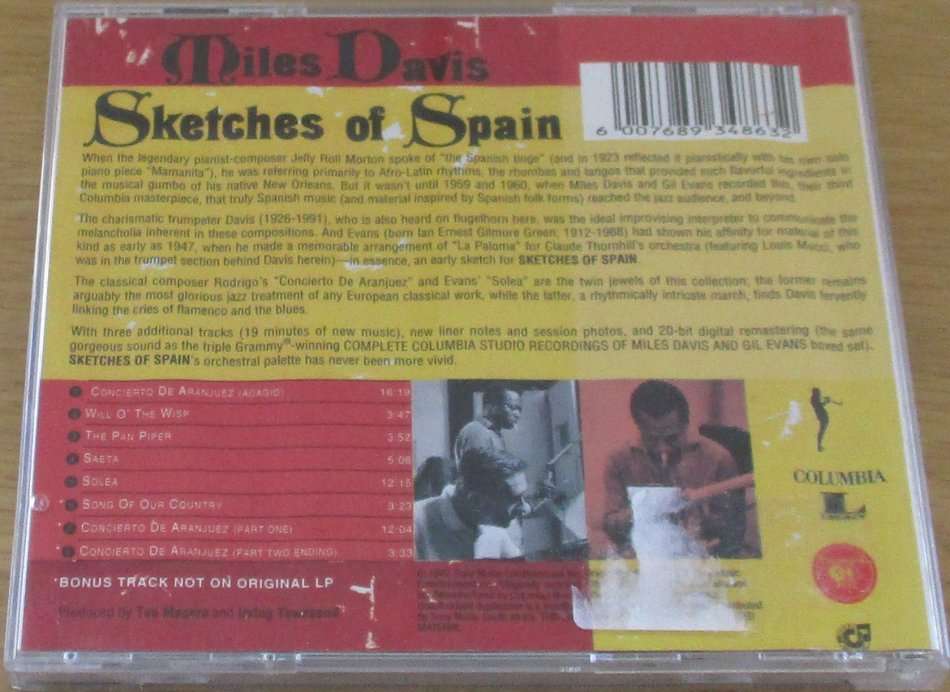 Miles Davis
Sketches of Spain
6 007689 348632
When the legendary pianist-composer Jelly Roll Morton spoke of "the Spanish tinge" (and in 1923 reflected it pianistically with his own solo
piano piece "Mamanita"), he was referring primarily to Afro-Latin rhythms, the rhumbas and tangos that provided such flavorful ingredients in
the musical gumbo of his native New Orleans. But it wasn't until 1959 and 1960, when Miles Davis and Gil Evans recorded this, their third
Columbia masterpiece, that truly Spanish music (and material inspired by Spanish folk forms) reached the jazz audience, and beyond.
The charismatic trumpeter Davis (1926-1991), who is also heard on flugelhorn here, was the ideal improvising interpreter to communicate the
melancholia inherent in these compositions. And Evans (born Ian Ernest Gilmore Green, 1912-1988) had shown his affinity for material of this
kind as early as 1947, when he made a memorable arrangement of "La Paloma" for Claude Thornhill's orchestra (featuring Louis Mucci, who
was in the trumpet section behind Davis herein)—in essence, an early sketch for SKETCHES OF SPAIN.
The classical composer Rodrigo's "Concierto De Aranjuez" and Evans' "Solea" are the twin jewels of this collection; the former remains
arguably the most glorious jazz treatment of any European classical work, while the latter, a rhythmically intricate march, finds Davis fervently
linking the cries of flamenco and the blues.
With three additional tracks (19 minutes of new music), new liner notes and session photos, and 20-bit digital remastering (the same
gorgeous sound as the triple Grammy®-winning COMPLETE COLUMBIA STUDIO RECORDINGS OF MILES DAVIS AND GIL EVANS boxed set),
SKETCHES OF SPAIN's orchestral palette has never been more vivid.
CONCIERTO DE ARANJUEZ (ADAGIO) 16:19
WILL O' THE WISP 3:47
THE PAN PIPER 3:52
SAETA 5:06
SOLEA 12:15
*SONG OF OUR COUNTRY 3:23
*CONCIERTO DE ARANJUEZ (PART ONE) 12:04
*CONCIERTO DE ARANJUEZ (PART TWO ENDING) 3:33
*BONUS TRACK NOT ON ORIGINAL LP
Produced by Teo Macero and Irving Townsend
COLUMBIA
L